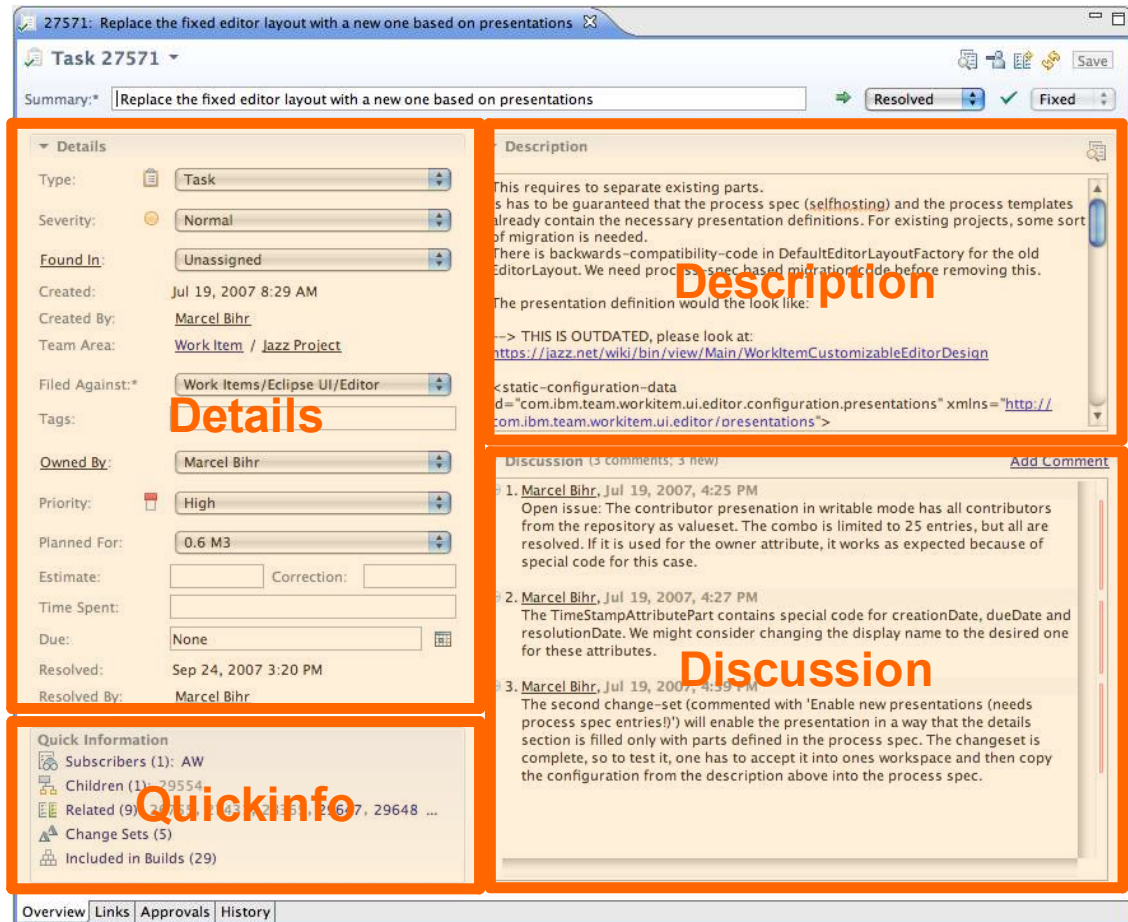 27571: Replace the fixed editor layout with a new one based on presentations
Task 27571
Save
Summary:* Replace the fixed editor layout with a new one based on presentations
Resolved
Fixed
Details
Type: Task
Severity: Normal
Found In: Unassigned
Created: Jul 19, 2007 8:29 AM
Created By: Marcel Bihr
Team Area: Work Item / Jazz Project
Filed Against:* Work Items/Eclipse UI/Editor
Details
Tags:
Owned By: Marcel Bihr
Priority: High
Planned For: 0.6 M3
Estimate: Correction:
Time Spent:
Due: None
Resolved: Sep 24, 2007 3:20 PM
Resolved By: Marcel Bihr
Quick Information
Subscribers (1): AW
Children (1): 29554
Quickinfo
Related (9) 29647, 29648 ...
Change Sets (5)
Included in Builds (29)
Description
This requires to separate existing parts.
s has to be guaranteed that the process spec (selfhosting) and the process templates
already contain the necessary presentation definitions. For existing projects, some sort
of migration is needed.
There is backwards-compatibility-code in DefaultEditorLayoutFactory for the old
EditorLayout. We need process-spec based migration code before removing this.
Description
The presentation definition would the look like:
--> THIS IS OUTDATED, please look at:
https://jazz.net/wiki/bin/view/Main/WorkItemCustomizableEditorDesign
<static-configuration-data
id="com.ibm.team.workitem.ui.editor.configuration.presentations" xmlns="http://
com.ibm.team.workitem.ui.editor/presentations">
Discussion (3 comments; 3 new) Add Comment
1. Marcel Bihr, Jul 19, 2007, 4:25 PM
Open issue: The contributor presenation in writable mode has all contributors
from the repository as valueset. The combo is limited to 25 entries, but all are
resolved. If it is used for the owner attribute, it works as expected because of
special code for this case.
2. Marcel Bihr, Jul 19, 2007, 4:27 PM
The TimeStampAttributePart contains special code for creationDate, dueDate and
resolutionDate. We might consider changing the display name to the desired one
for these attributes.
Discussion
3. Marcel Bihr, Jul 19, 2007, 4:39 PM
The second change-set (commented with 'Enable new presentations (needs
process spec entries!)') will enable the presentation in a way that the details
section is filled only with parts defined in the process spec. The changeset is
complete, so to test it, one has to accept it into ones workspace and then copy
the configuration from the description above into the process spec.
Overview Links Approvals History